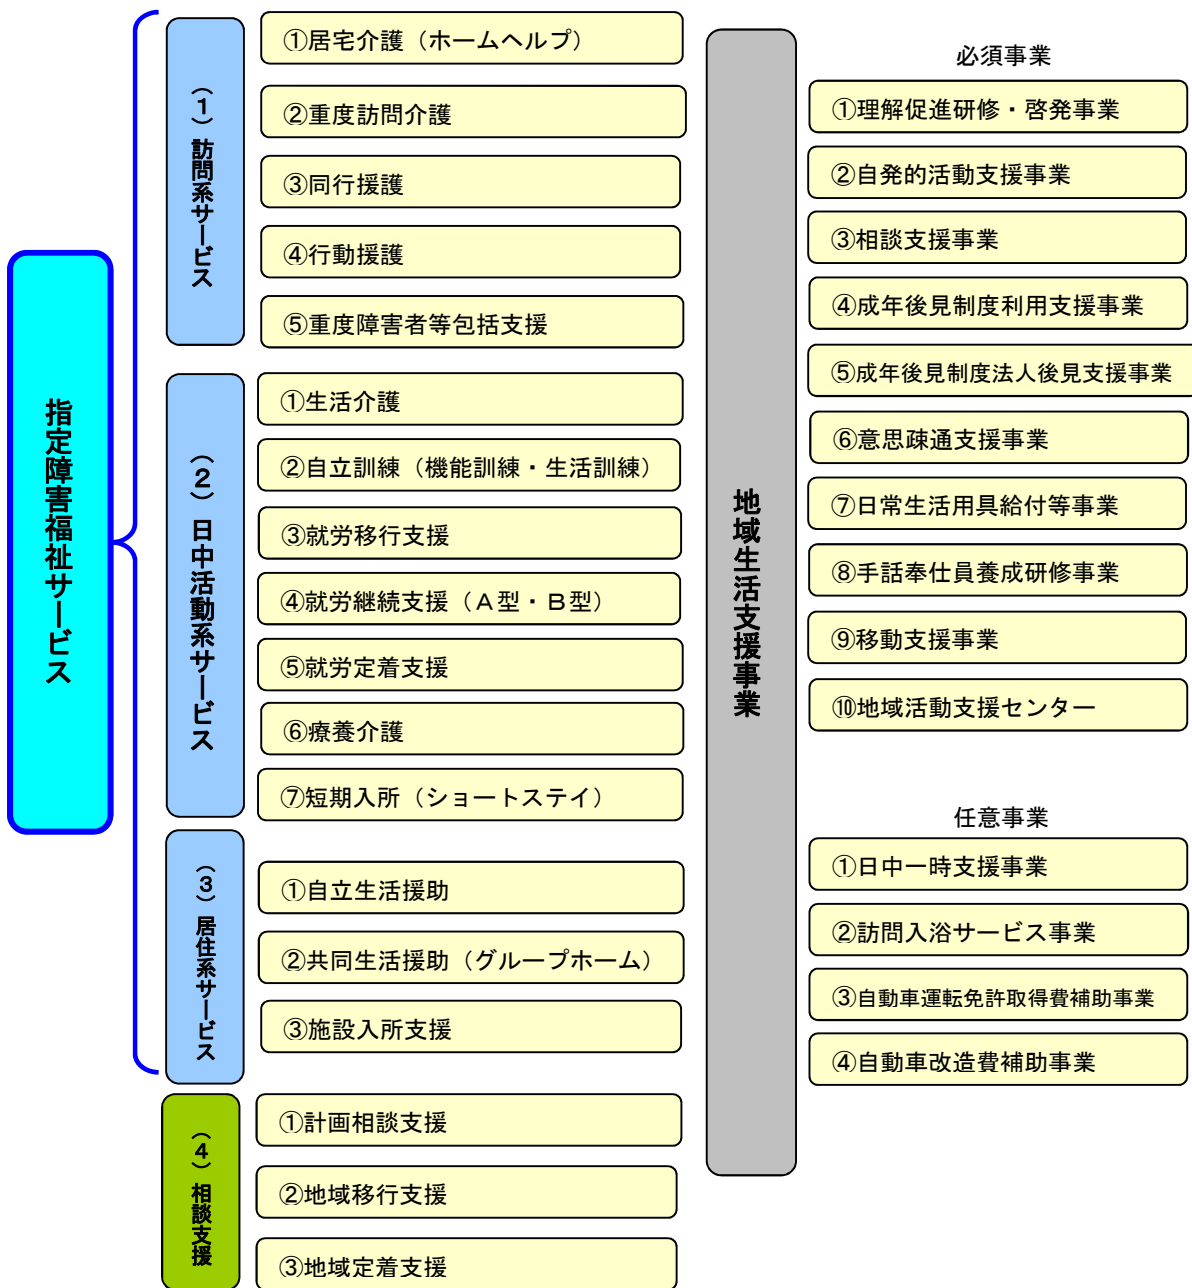 指定障害福祉サービス
（１）訪問系サービス
①居宅介護（ホームヘルプ）
②重度訪問介護
③同行援護
④行動援護
⑤重度障害者等包括支援
（２）日中活動系サービス
①生活介護
②自立訓練（機能訓練・生活訓練）
③就労移行支援
④就労継続支援（Ａ型・Ｂ型）
⑤就労定着支援
⑥療養介護
⑦短期入所（ショートステイ）
（３）居住系サービス
①自立生活援助
②共同生活援助（グループホーム）
③施設入所支援
（４）相談支援
①計画相談支援
②地域移行支援
③地域定着支援
地域生活支援事業
必須事業
①理解促進研修・啓発事業
②自発的活動支援事業
③相談支援事業
④成年後見制度利用支援事業
⑤成年後見制度法人後見支援事業
⑥意思疎通支援事業
⑦日常生活用具給付等事業
⑧手話奉仕員養成研修事業
⑨移動支援事業
⑩地域活動支援センター
任意事業
①日中一時支援事業
②訪問入浴サービス事業
③自動車運転免許取得費補助事業
④自動車改造費補助事業